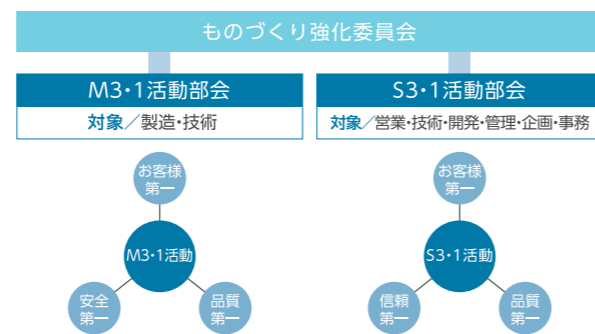 ものづくり強化委員会
M3・1活動部会
対象／製造・技術
S3・1活動部会
対象／営業・技術・開発・管理・企画・事務
お客様
第一
M3・1活動
安全
第一
品質
第一
お客様
第一
S3・1活動
信頼
第一
品質
第一